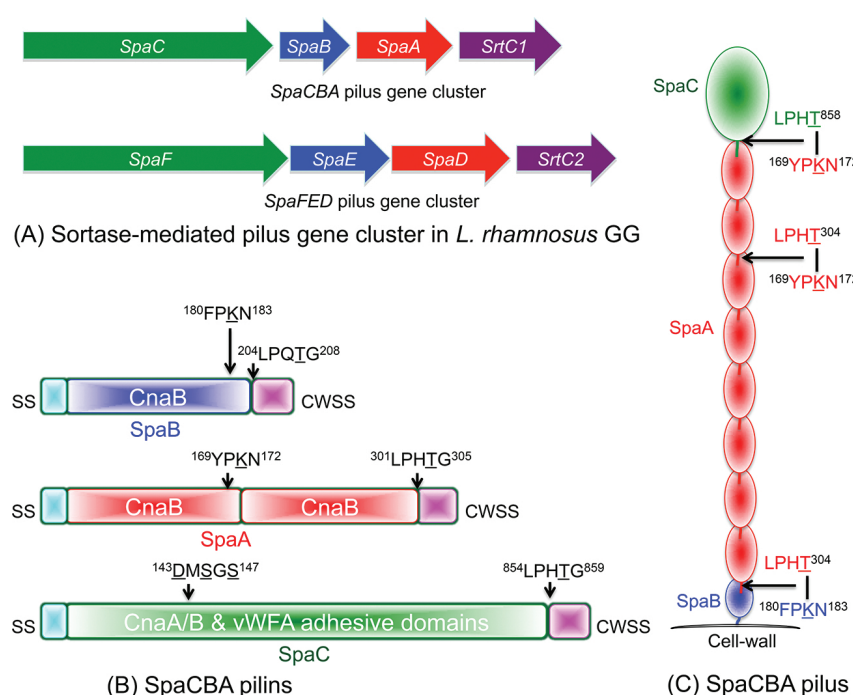 SpaC SpaB SpaA SrtC1
SpaCBA pilus gene cluster
SpaF SpaE SpaD SrtC2
SpaFED pilus gene cluster
(A) Sortase-mediated pilus gene cluster in L. rhamnosus GG
180FPKN183
204LPQTG208
SS CnaB CWSS
SpaB
169YPKN172 301LPHTG305
SS CnaB CnaB CWSS
SpaA
143DMSGS147 854LPHTG859
SS CnaA/B & vWFA adhesive domains CWSS
SpaC
(B) SpaCBA pilins
SpaC
LPHT858
169YPKN172
LPHT304
169YPKN172
SpaA
LPHT304
SpaB
180FPKN183
Cell-wall
(C) SpaCBA pilus